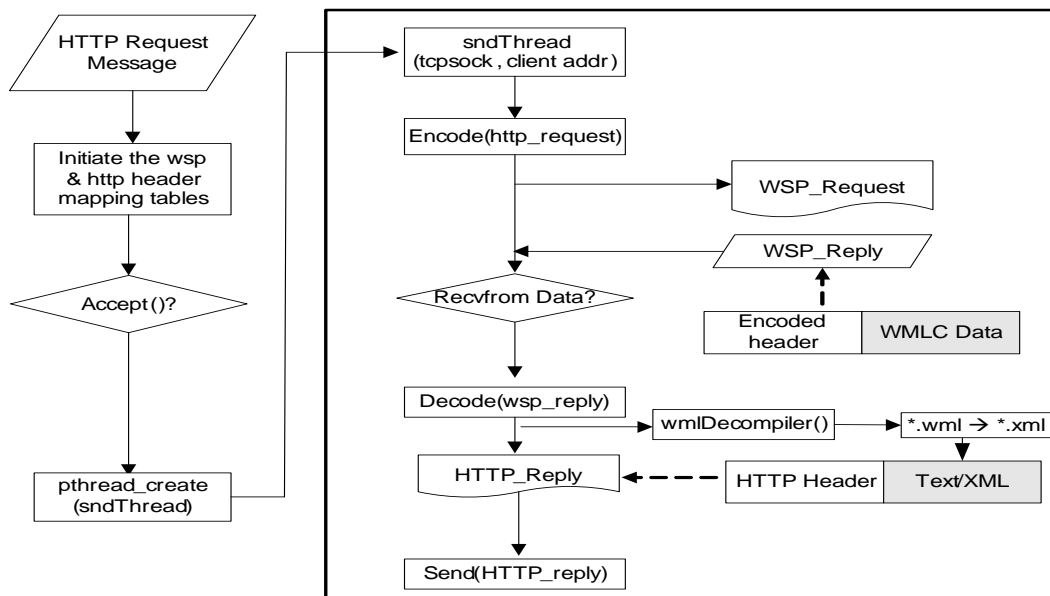 HTTP Request
Message
Initiate the wsp
& http header
mapping tables
Accept()?
pthread_create
(sndThread)
sndThread
(tcpsock, client addr)
Encode(http_request)
WSP_Request
WSP_Reply
Recvfrom Data?
Encoded
header
WMLC Data
Decode(wsp_reply)
wmlDecompiler()
*.wml → *.xml
HTTP_Reply
HTTP Header
Text/XML
Send(HTTP_reply)